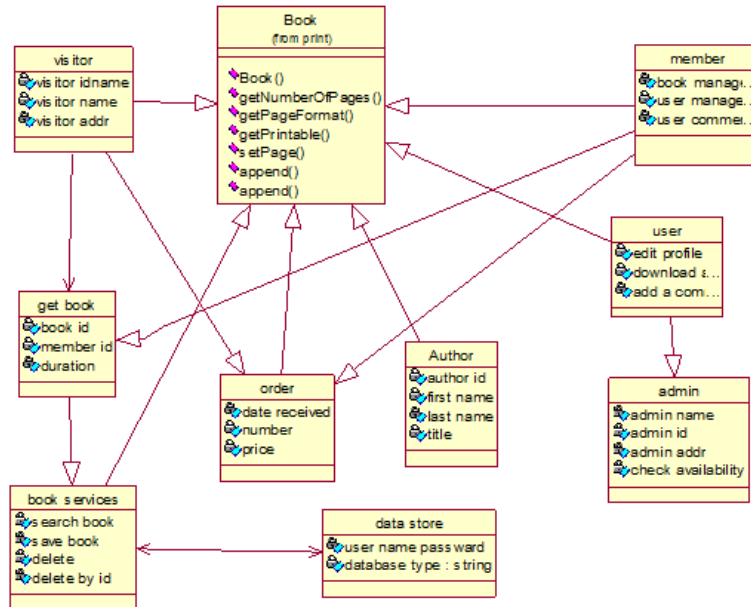 Book
(from print)
Book()
getNumberOfPages()
getPageFormat()
getPrintable()
setPage()
append()
append()
visitor
visitor idname
visitor name
visitor addr
member
book manag...
user manage...
user commer...
user
edit profile
download a...
add a com...
get book
book id
member id
duration
order
date received
number
price
Author
author id
first name
last name
title
admin
admin name
admin id
admin addr
check availability
book services
search book
save book
delete
delete by id
data store
user name passward
database type : string